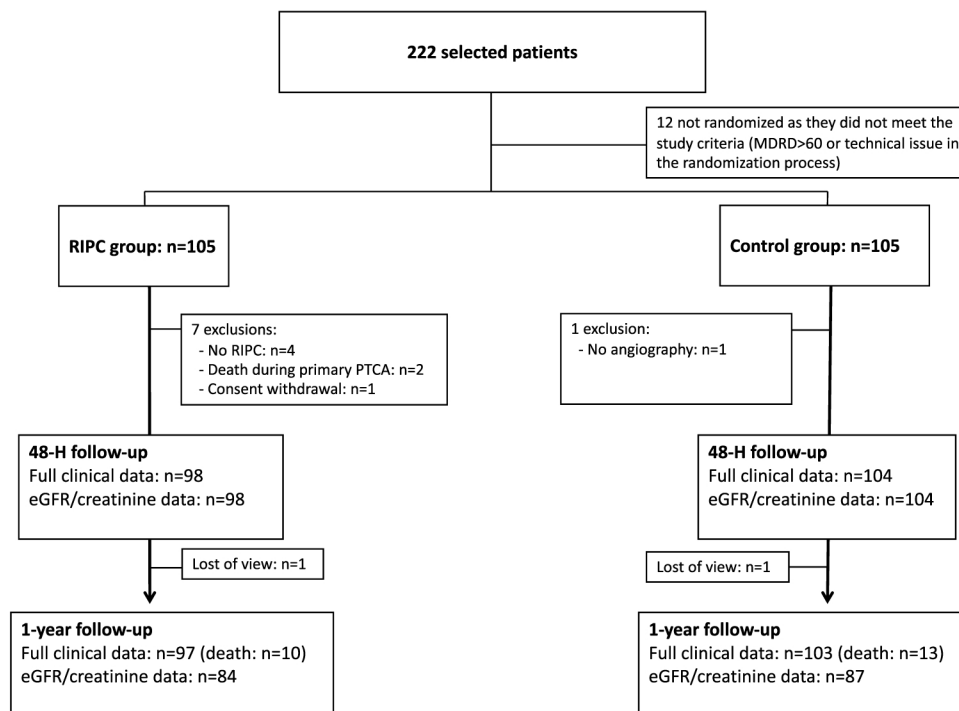 222 selected patients
12 not randomized as they did not meet the
study criteria (MDRD>60 or technical issue in
the randomization process)
RIPC group: n=105
Control group: n=105
7 exclusions:
- No RIPC: n=4
- Death during primary PTCA: n=2
- Consent withdrawal: n=1
1 exclusion:
- No angiography: n=1
48-H follow-up
Full clinical data: n=98
eGFR/creatinine data: n=98
48-H follow-up
Full clinical data: n=104
eGFR/creatinine data: n=104
Lost of view: n=1
Lost of view: n=1
1-year follow-up
Full clinical data: n=97 (death: n=10)
eGFR/creatinine data: n=84
1-year follow-up
Full clinical data: n=103 (death: n=13)
eGFR/creatinine data: n=87